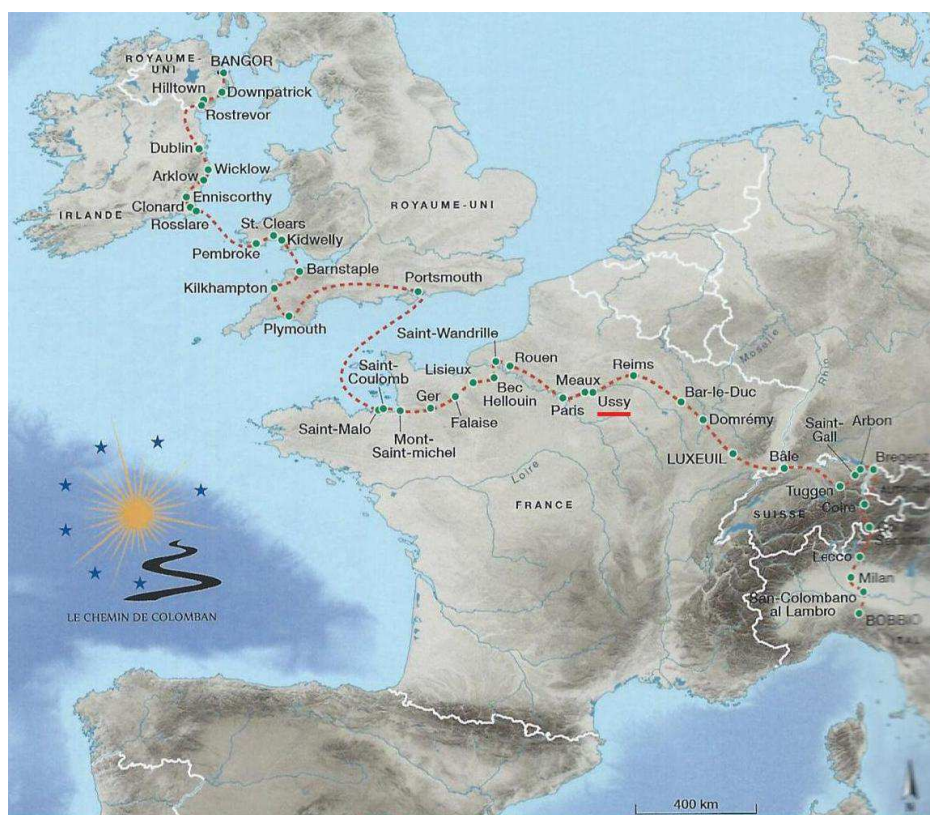 ROYAUME-
UNI
BANGOR
Hilltown
Downpatrick
Rostrevor
Dublin
Wicklow
Arklow
Enniscorthy
Clonard
Rosslare
IRLANDE
ROYAUME-UNI
St. Clears
Kidwelly
Pembroke
Barnstaple
Kilkhampton
Portsmouth
Plymouth
Saint-Wandrille
Rouen
Saint-
Coulomb
Lisieux
Ger
Bec
Hellouin
Meaux
Reims
Moselle
Rhin
Paris
Ussy
Bar-le-Duc
Falaise
Domrémy
Saint-Malo
Mont-
Saint-michel
Saint-
Gall
Arbon
LUXEUIL
Bâle
Bregenz
Loire
Tuggen
FRANCE
SUISSE
Coire
Lecco
Milan
San-Colombano
al Lambro
BOBBIO
LE CHEMIN DE COLOMBAN
400 km
N